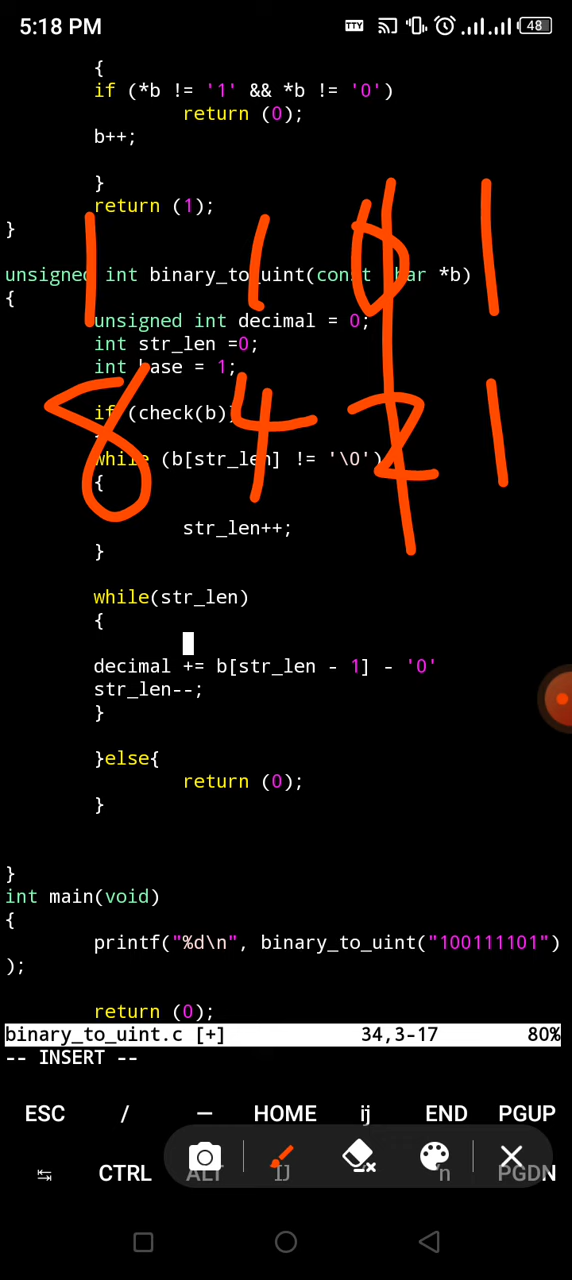 5:18 PM TTY 48
{
if (*b != '1' && *b != '0')
return (0);
b++;
}
return (1);
}
1 1 0 1
unsigned int binary_to_uint(const char *b)
{
unsigned int decimal = 0;
int str_len =0;
int base = 1;
8 4 2 1
if (check(b))
while (b[str_len] != '\0')
{
str_len++;
}
while(str_len)
{
decimal += b[str_len - 1] - '0'
str_len--;
}
}else{
return (0);
}
}
int main(void)
{
printf("%d\n", binary_to_uint("100111101")
);
return (0);
binary_to_uint.c [+] 34,3-17 80%
-- INSERT --
ESC / — HOME ĳ END PGUP
↹ CTRL ALT IJ n PGDN